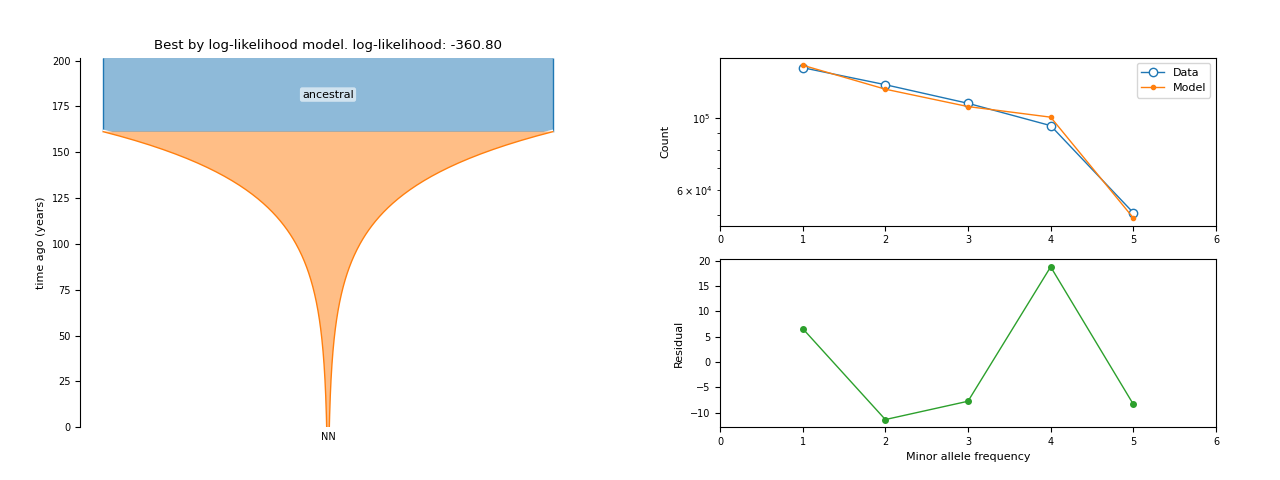 Best by log-likelihood model. log-likelihood: -360.80
200
175
150
125
100
75
50
25
0
time ago (years)
ancestral
NN
Data
Model
10^5
6 × 10^4
Count
0 1 2 3 4 5 6
20
15
10
5
0
−5
−10
Residual
0 1 2 3 4 5 6
Minor allele frequency